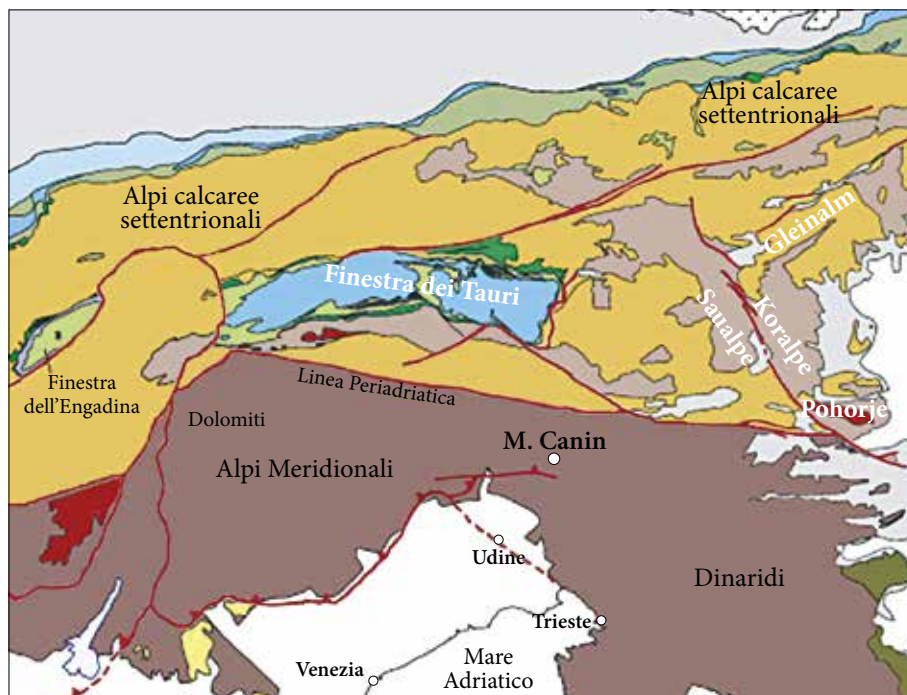 Alpi calcaree
settentrionali
Alpi calcaree
settentrionali
Gleinalm
Finestra dei Tauri
Saualpe
Koralpe
Finestra
dell'Engadina
Linea Periadriatica
Pohorje
Dolomiti
M. Canin
Alpi Meridionali
Udine
Dinaridi
Trieste
Venezia
Mare
Adriatico